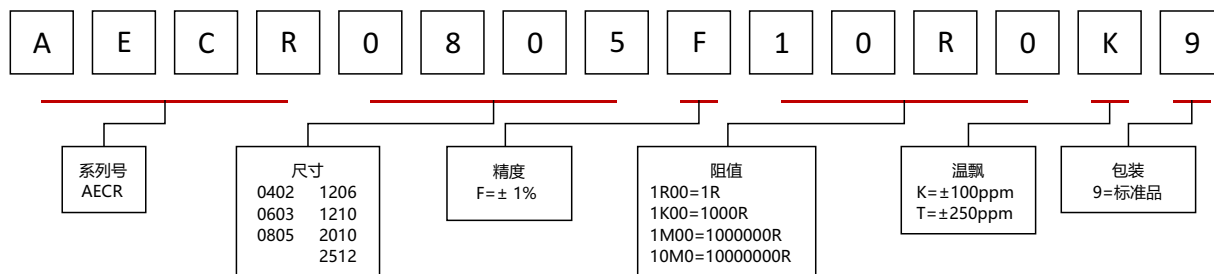 A E C R 0 8 0 5 F 1 0 R 0 K 9
系列号
AECR
尺寸
0402 1206
0603 1210
0805 2010
2512
精度
F=± 1%
阻值
1R00=1R
1K00=1000R
1M00=1000000R
10M0=10000000R
温飘
K=±100ppm
T=±250ppm
包装
9=标准品